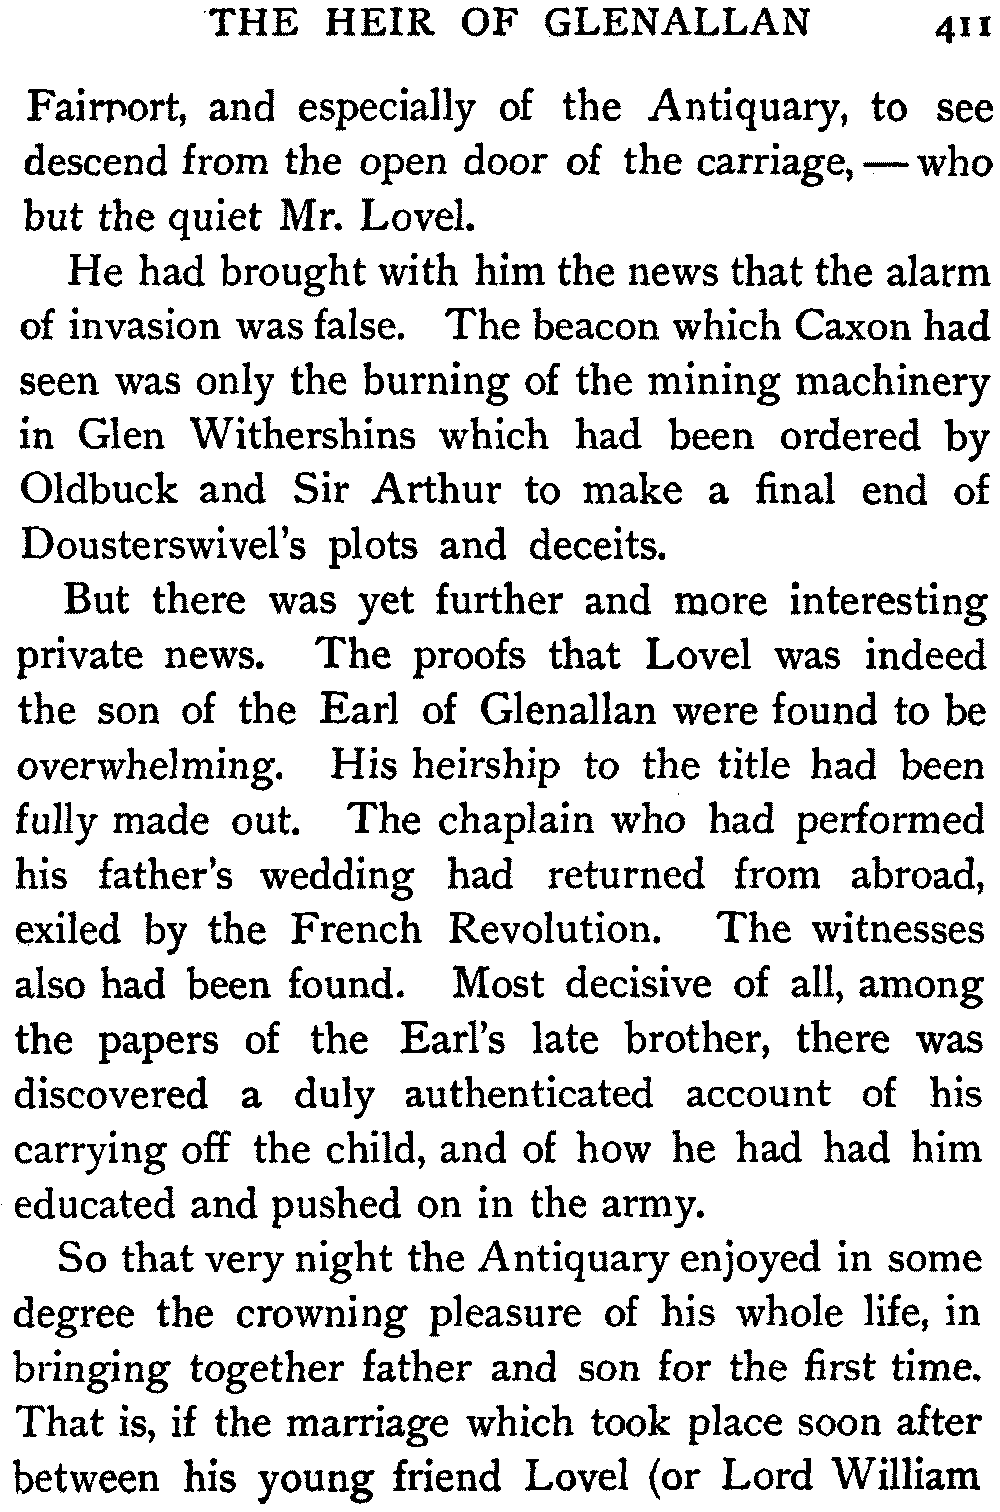 THE HEIR OF GLENALLAN 411
Fairport, and especially of the Antiquary, to see
descend from the open door of the carriage, — who
but the quiet Mr. Lovel.
He had brought with him the news that the alarm
of invasion was false. The beacon which Caxon had
seen was only the burning of the mining machinery
in Glen Withershins which had been ordered by
Oldbuck and Sir Arthur to make a final end of
Dousterswivel's plots and deceits.
But there was yet further and more interesting
private news. The proofs that Lovel was indeed
the son of the Earl of Glenallan were found to be
overwhelming. His heirship to the title had been
fully made out. The chaplain who had performed
his father's wedding had returned from abroad,
exiled by the French Revolution. The witnesses
also had been found. Most decisive of all, among
the papers of the Earl's late brother, there was
discovered a duly authenticated account of his
carrying off the child, and of how he had had him
educated and pushed on in the army.
So that very night the Antiquary enjoyed in some
degree the crowning pleasure of his whole life, in
bringing together father and son for the first time.
That is, if the marriage which took place soon after
between his young friend Lovel (or Lord William